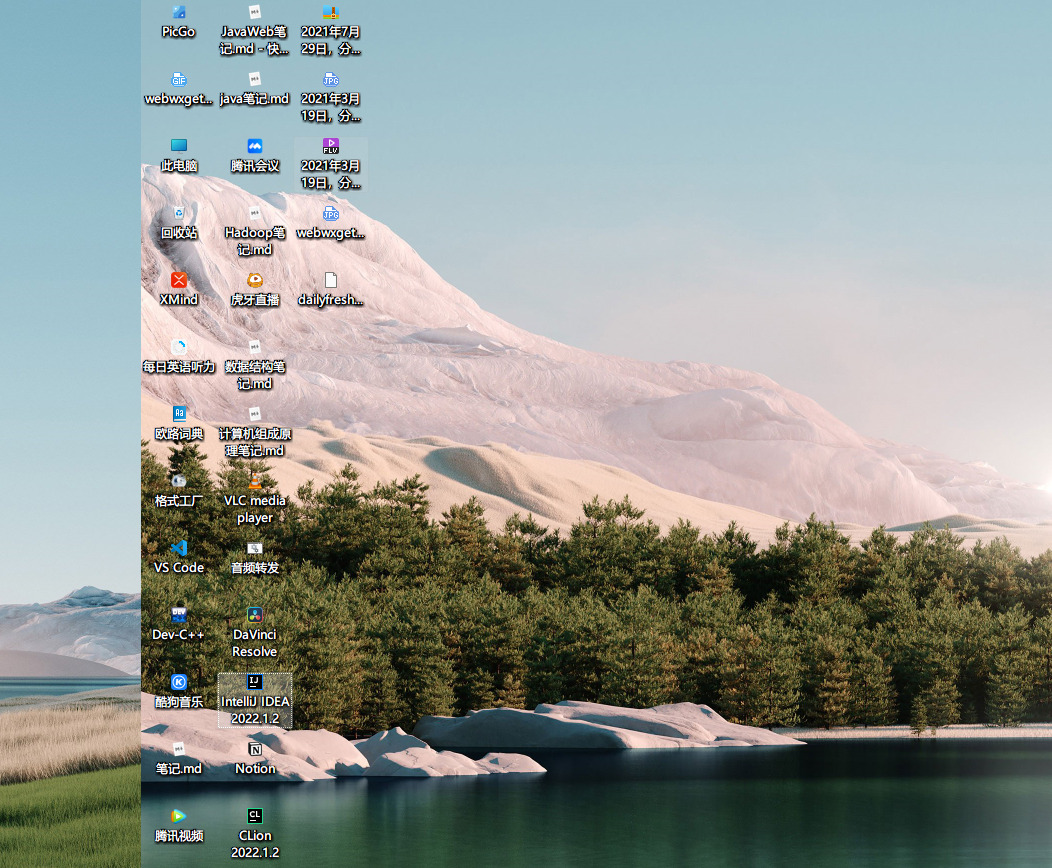 PicGo
JavaWeb笔
记.md - 快...
2021年7月
29日，分...
webwxget...
java笔记.md
2021年3月
19日，分...
此电脑
腾讯会议
2021年3月
19日，分...
回收站
Hadoop笔
记.md
webwxget...
XMind
虎牙直播
dailyfresh...
每日英语听力
数据结构笔
记.md
欧路词典
计算机组成原
理笔记.md
格式工厂
VLC media
player
VS Code
音频转发
Dev-C++
DaVinci
Resolve
酷狗音乐
IntelliJ IDEA
2022.1.2
笔记.md
Notion
腾讯视频
CLion
2022.1.2